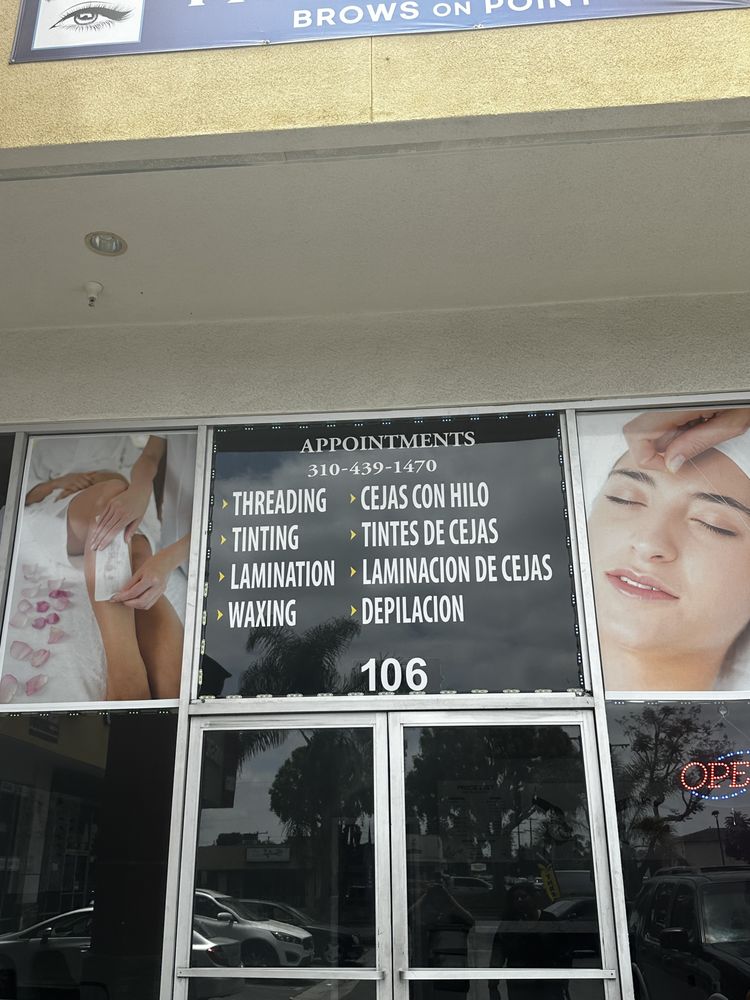 BROWS ON POINT
APPOINTMENTS
310-439-1470
THREADING
CEJAS CON HILO
TINTING
TINTES DE CEJAS
LAMINATION
LAMINACION DE CEJAS
WAXING
DEPILACION
106
OPE